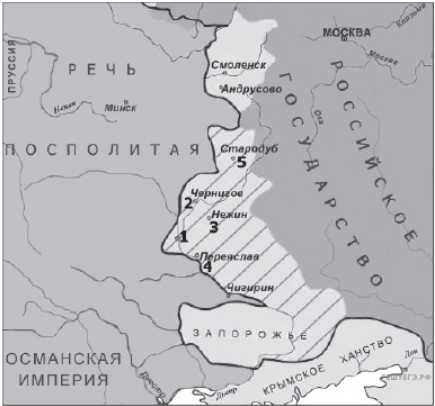 МОСКВА
Клязьма
Москва
ПРУССИЯ
РЕЧЬ
Смоленск
Андрусово
Минск
Ока
ПОСПОЛИТАЯ
РОССИЙСКОЕ
ГОСУДАРСТВО
Стародуб
5
Чернигов
2
Нежин
3
1
4
Переяслав
Чигирин
ЗАПОРОЖЬЕ
ОСМАНСКАЯ
ИМПЕРИЯ
Днестр
Днепр
КРЫМСКОЕ ХАНСТВО
Дон
РЕШУЕГЭ.РФ